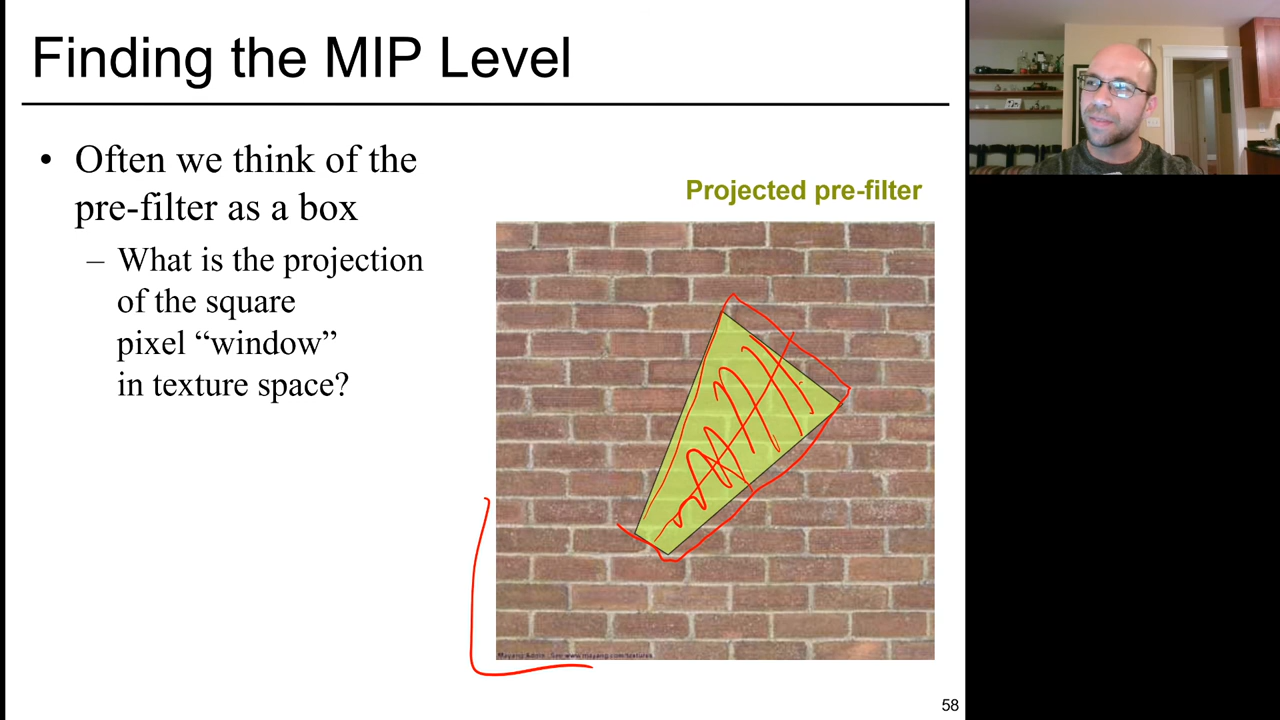 Finding the MIP Level
• Often we think of the
pre-filter as a box
– What is the projection
of the square
pixel “window”
in texture space?
Projected pre-filter
58